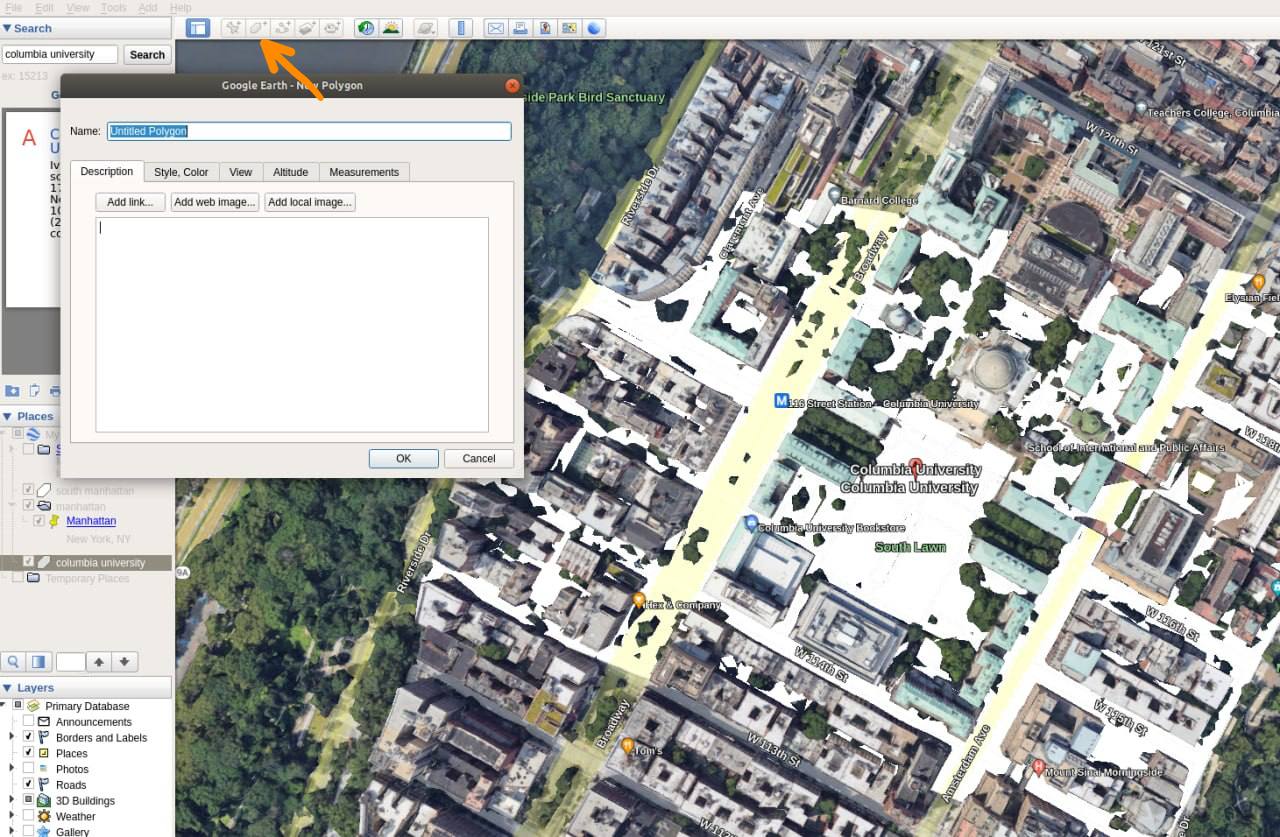 File Edit View Tools Add Help
Search
columbia university
Search
ex: 15213
Google Earth - New Polygon
Name: Untitled Polygon
Description Style, Color View Altitude Measurements
Add link... Add web image... Add local image...
OK Cancel
A
10
(2
Places
My
south manhattan
manhattan
Manhattan
New York, NY
columbia university
Temporary Places
Layers
Primary Database
Announcements
Borders and Labels
Places
Photos
Roads
3D Buildings
Weather
Gallery
side Park Bird Sanctuary
W 121st St
Teachers College, Columbia
W 120th St
Riverside Dr
Claremont Ave
Barnard College
Broadway
Elysian Fiel
M
116 Street Station - Columbia University
W 118t
School of International and Public Affairs
Columbia University
Columbia University
Columbia University Bookstore
South Lawn
Riverside Dr
9A
Hex & Company
W 116th St
W 114th St
W 115th St
Broadway
Tom's
W 113th St
Amsterdam Ave
H
Mount Sinai Morningside